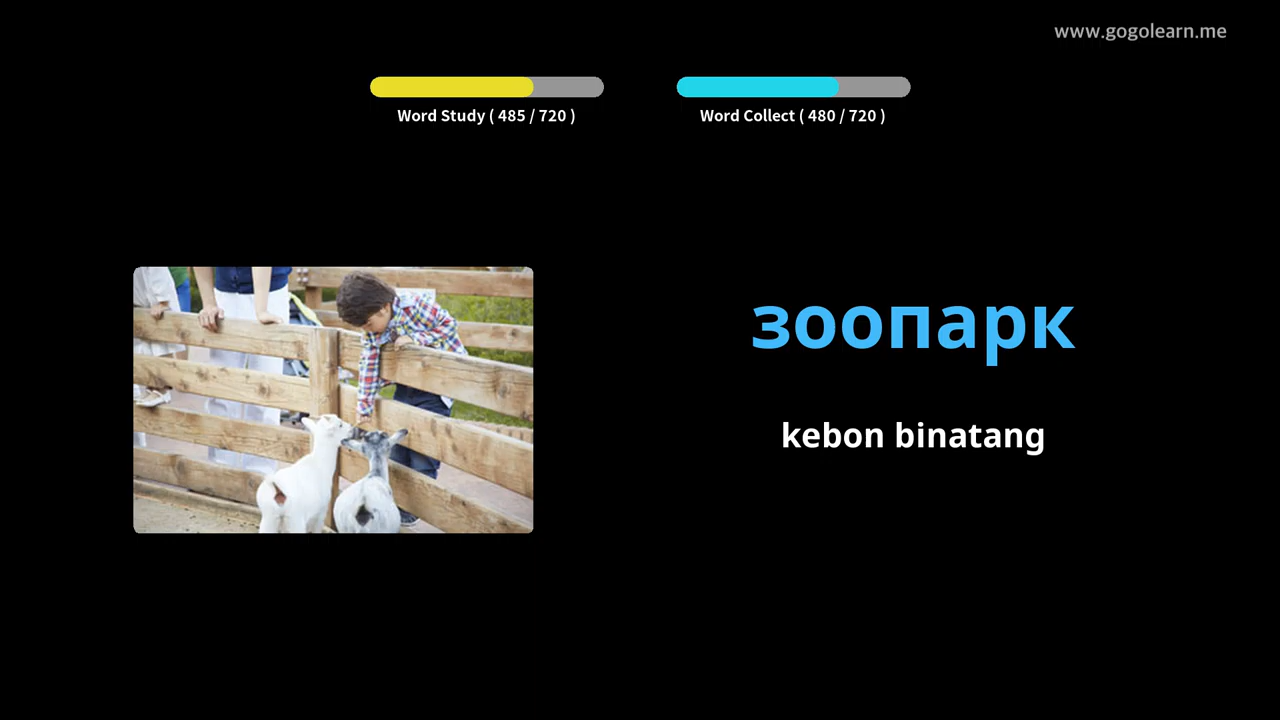 www.gogolearn.me
Word Study ( 485 / 720 )
Word Collect ( 480 / 720 )
зоопарк
kebon binatang